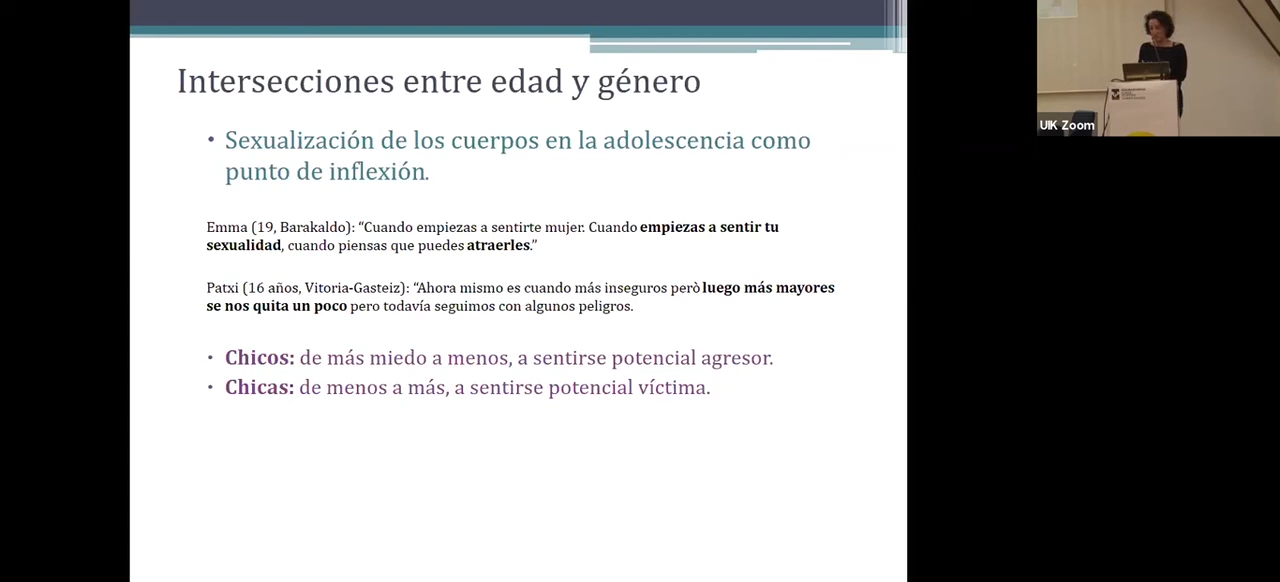 Intersecciones entre edad y género
• Sexualización de los cuerpos en la adolescencia como
punto de inflexión.
Emma (19, Barakaldo): “Cuando empiezas a sentirte mujer. Cuando empiezas a sentir tu
sexualidad, cuando piensas que puedes atraerles.”
Patxi (16 años, Vitoria-Gasteiz): “Ahora mismo es cuando más inseguros però luego más mayores
se nos quita un poco pero todavía seguimos con algunos peligros.
• Chicos: de más miedo a menos, a sentirse potencial agresor.
• Chicas: de menos a más, a sentirse potencial víctima.
UIK Zoom